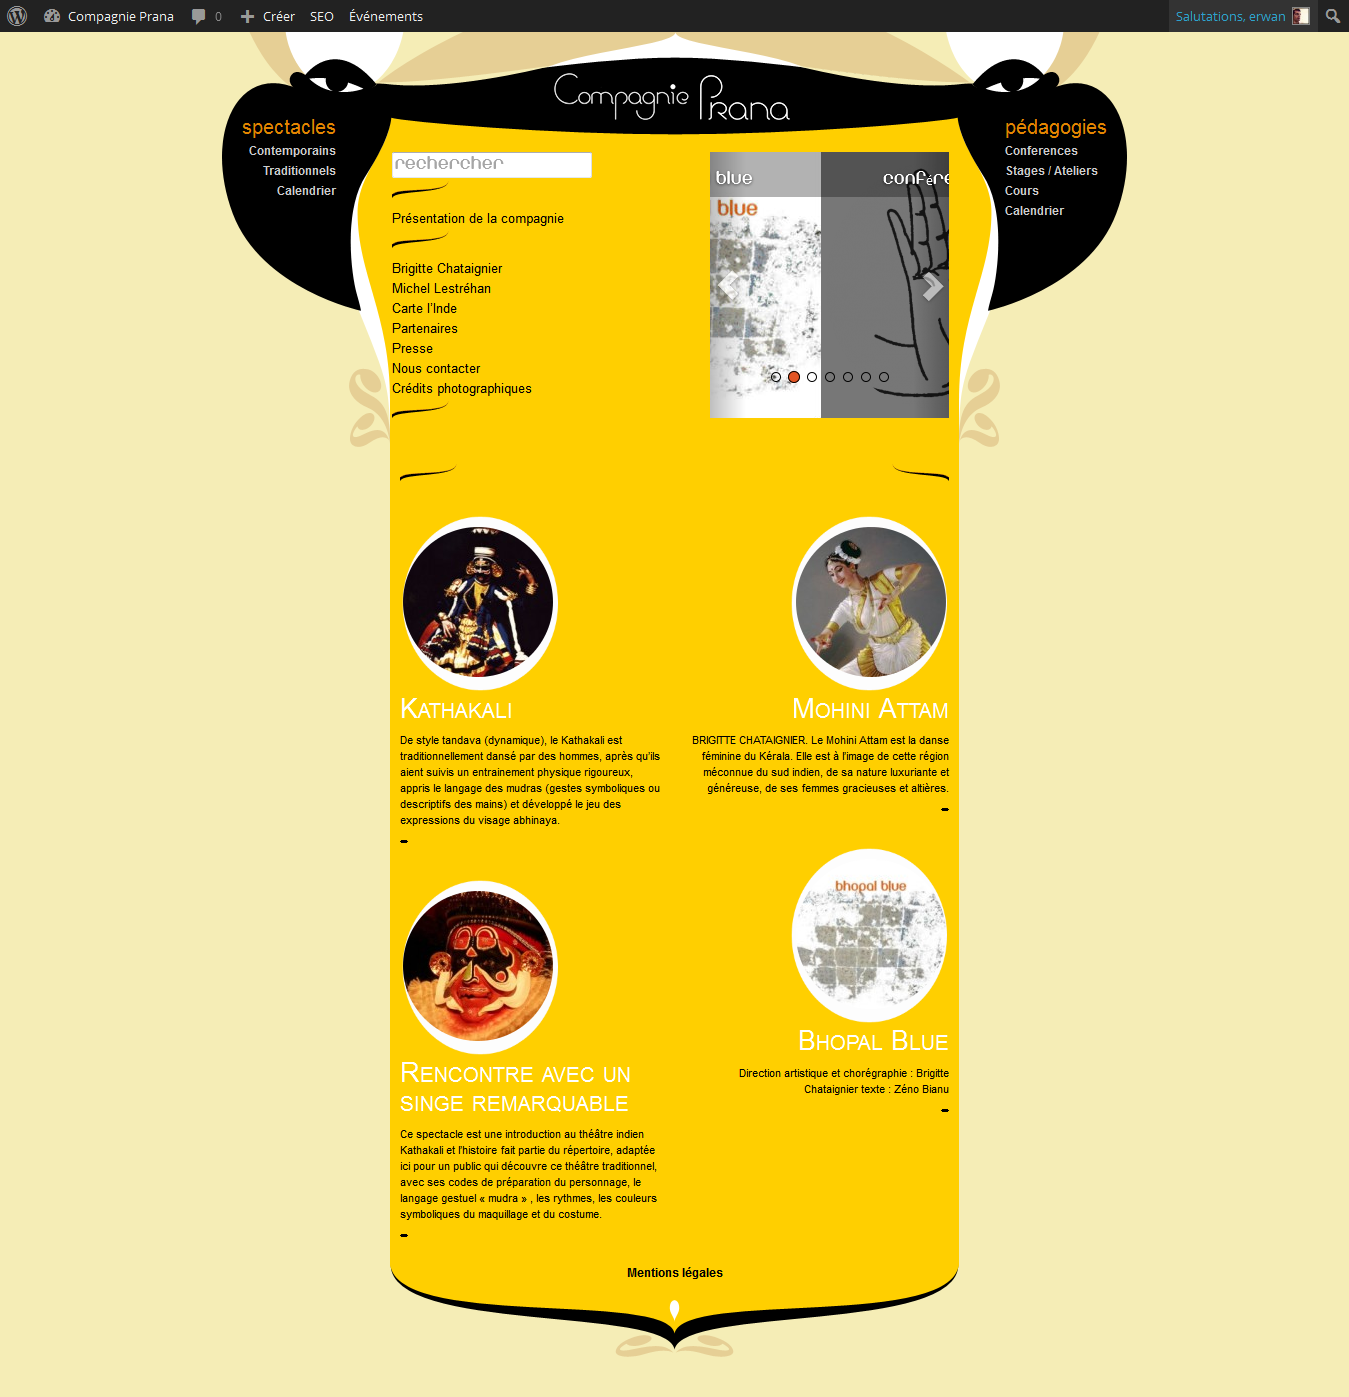 Compagnie Prana
0
Créer
SEO
Événements
Salutations, erwan
Compagnie Prana
spectacles
Contemporains
Traditionnels
Calendrier
pédagogies
Conferences
Stages / Ateliers
Cours
Calendrier
rechercher
Présentation de la compagnie
Brigitte Chataignier
Michel Lestréhan
Carte l'Inde
Partenaires
Presse
Nous contacter
Crédits photographiques
blue
confére
blue
Kathakali
De style tandava (dynamique), le Kathakali est
traditionnellement dansé par des hommes, après qu'ils
aient suivis un entrainement physique rigoureux,
appris le langage des mudras (gestes symboliques ou
descriptifs des mains) et développé le jeu des
expressions du visage abhinaya.
Mohini Attam
BRIGITTE CHATAIGNIER. Le Mohini Attam est la danse
féminine du Kérala. Elle est à l'image de cette région
méconnue du sud indien, de sa nature luxuriante et
généreuse, de ses femmes gracieuses et altières.
Rencontre avec un
singe remarquable
Ce spectacle est une introduction au théâtre indien
Kathakali et l'histoire fait partie du répertoire, adaptée
ici pour un public qui découvre ce théâtre traditionnel,
avec ses codes de préparation du personnage, le
langage gestuel « mudra » , les rythmes, les couleurs
symboliques du maquillage et du costume.
bhopal blue
Bhopal Blue
Direction artistique et chorégraphie : Brigitte
Chataignier texte : Zéno Bianu
Mentions légales